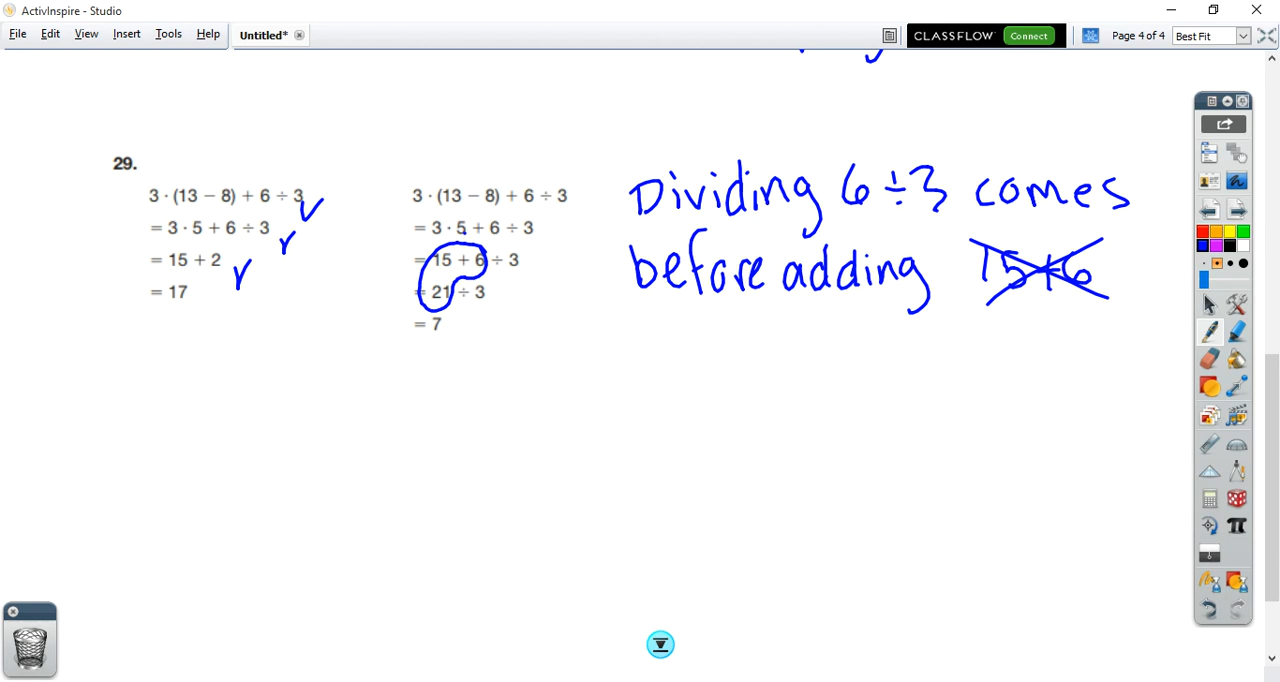 ActivInspire - Studio
File Edit View Insert Tools Help Untitled* CLASSFLOW Connect Page 4 of 4 Best Fit
29.
3 · (13 − 8) + 6 ÷ 3
= 3 · 5 + 6 ÷ 3
= 15 + 2
= 17
3 · (13 − 8) + 6 ÷ 3
= 3 · 5 + 6 ÷ 3
= 15 + 6 ÷ 3
= 21 ÷ 3
= 7
Dividing 6 ÷ 3 comes
before adding 15+6